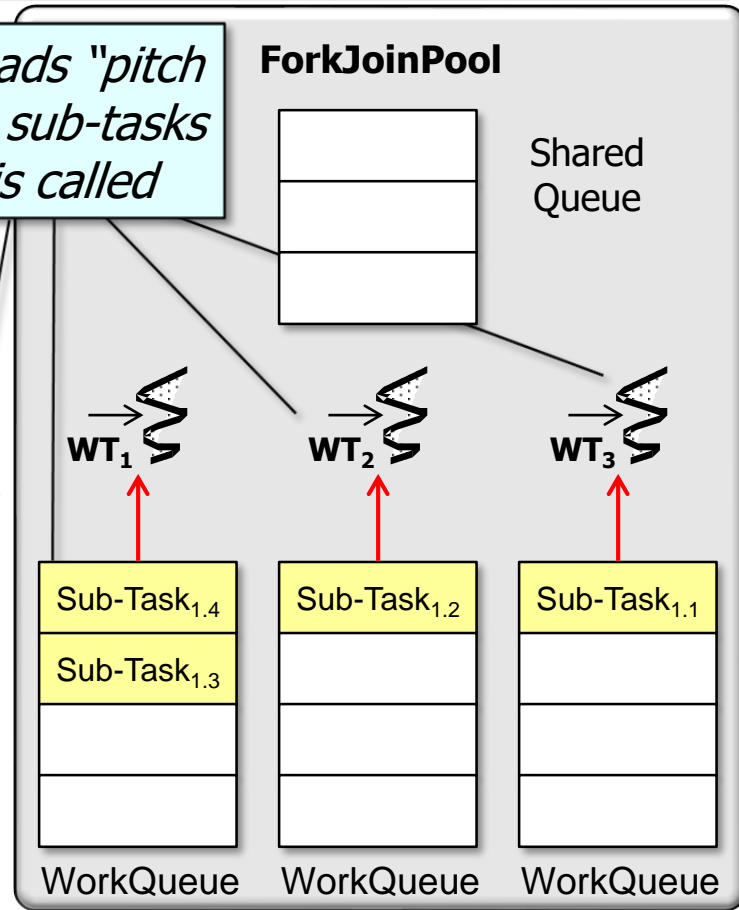 ads “pitch
sub-tasks
is called
ForkJoinPool
Shared
Queue
WT₁
WT₂
WT₃
Sub-Task₁.₄
Sub-Task₁.₂
Sub-Task₁.₁
Sub-Task₁.₃
WorkQueue
WorkQueue
WorkQueue